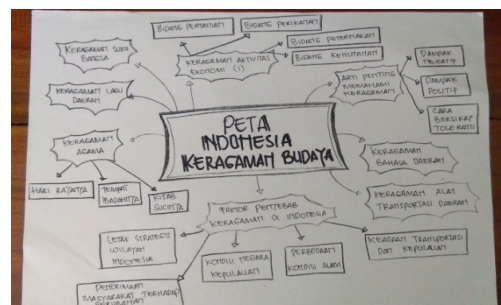 BIDANG PERTANIAN
BIDANG PERIKANAN
BIDANG PETERNAKAN
BIDANG KEHUTANAN
KERAGAMAN SUKU
BANGSA
KERAGAMAN AKTIVITAS
EKONOMI (1)
ARTI PENTING
MEMAHAMI
KERAGAMAN
DAMPAK
NEGATIF
DAMPAK
POSITIF
CARA
BERSIKAP
TOLERANSI
KERAGAMAN LAGU
DAERAH
PETA
INDONESIA
KERAGAMAN BUDAYA
KERAGAMAN
AGAMA
HARI RAYANYA
TEMPAT
IBADAHNYA
KITAB
SUCINYA
KERAGAMAN
BAHASA DAERAH
KERAGAMAN ALAT
TRANSPORTASI DAERAH
FAKTOR PENYEBAB
KERAGAMAN DI INDONESIA
LETAK STRATEGIS
WILAYAH
INDONESIA
KONDISI NEGARA
KEPULAUAN
PERBEDAAN
KONDISI ALAM
KEADAAN TRANSPORTASI
DAN KEPULAUAN
PENERIMAAN
MASYARAKAT TERHADAP